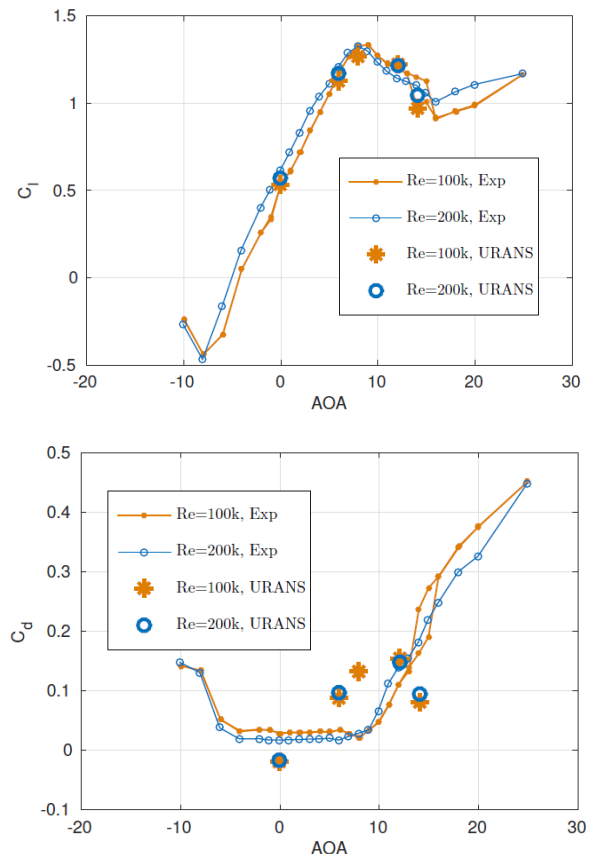 1.5
1
0.5
0
-0.5
C_l
Re=100k, Exp
Re=200k, Exp
Re=100k, URANS
Re=200k, URANS
-20 -10 0 10 20 30
AOA
0.5
0.4
0.3
0.2
0.1
0
-0.1
C_d
Re=100k, Exp
Re=200k, Exp
Re=100k, URANS
Re=200k, URANS
-20 -10 0 10 20 30
AOA